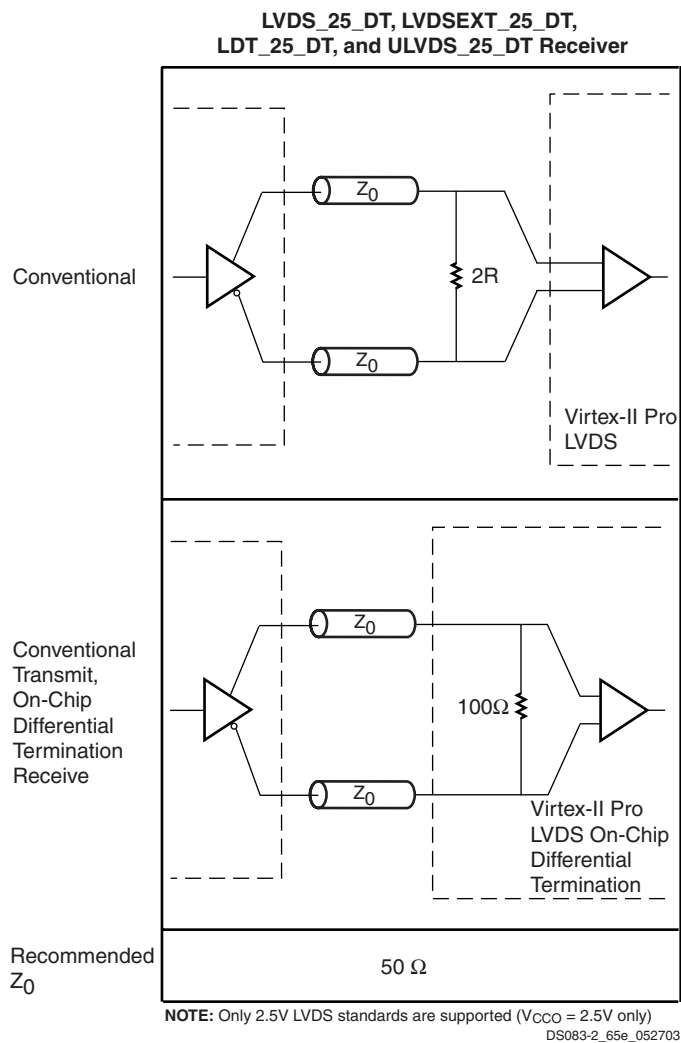 LVDS_25_DT, LVDSEXT_25_DT,
LDT_25_DT, and ULVDS_25_DT Receiver
Z0
Conventional
2R
Z0
Virtex-II Pro
LVDS
Z0
Conventional
Transmit,
On-Chip
Differential
Termination
Receive
100Ω
Z0
Virtex-II Pro
LVDS On-Chip
Differential
Termination
Recommended
Z0
50 Ω
NOTE: Only 2.5V LVDS standards are supported (VCCO = 2.5V only)
DS083-2_65e_052703